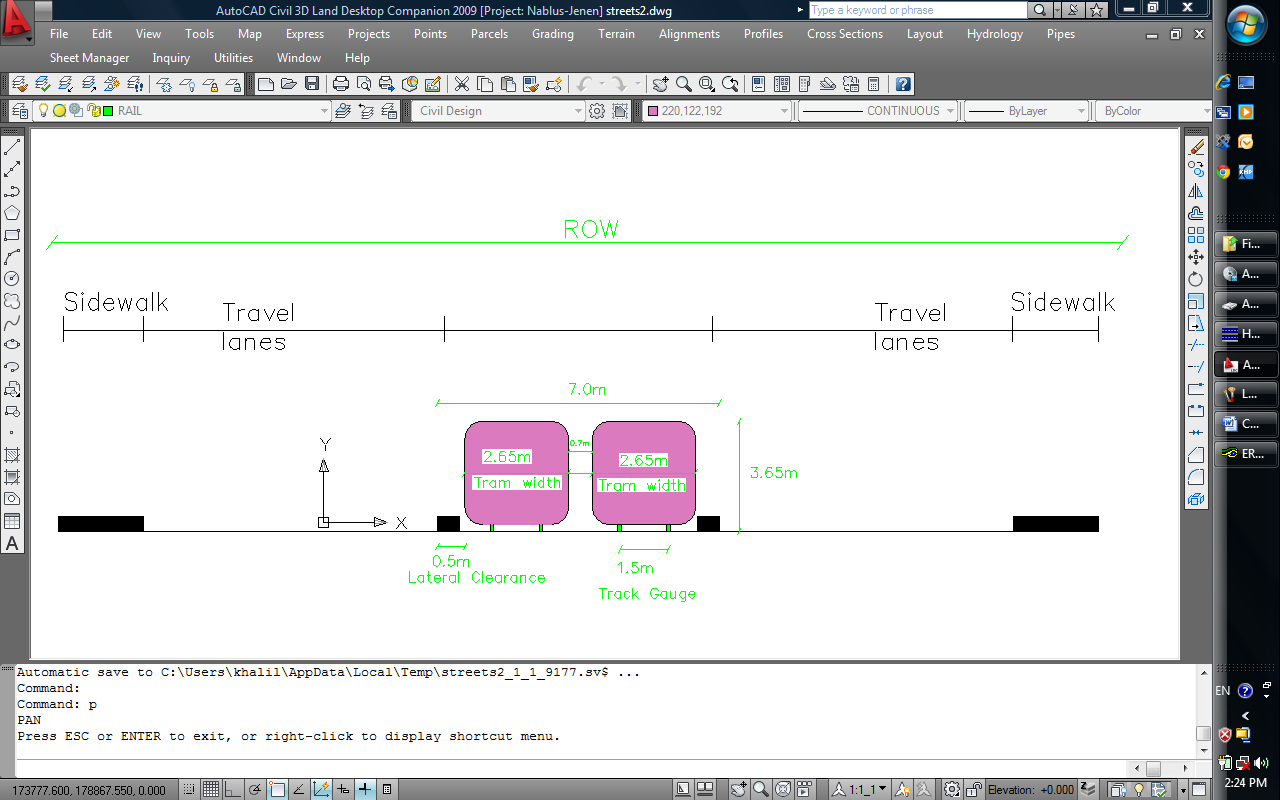 AutoCAD Civil 3D Land Desktop Companion 2009 [Project: Nablus-Jenen] streets2.dwg
Type a keyword or phrase
File Edit View Tools Map Express Projects Points Parcels Grading Terrain Alignments Profiles Cross Sections Layout Hydrology Pipes
Sheet Manager Inquiry Utilities Window Help
RAIL Civil Design 220,122,192 CONTINUOUS ByLayer ByColor
ROW
Sidewalk Travel lanes Travel lanes Sidewalk
7.0m
0.7m
2.65m 2.65m
Tram width Tram width
3.65m
Y
X
0.5m
Lateral Clearance
1.5m
Track Gauge
A
Fi...
A...
A...
H...
A...
L...
C...
ER...
Automatic save to C:\Users\khalil\AppData\Local\Temp\streets2_1_1_9177.sv$ ...
Command:
Command: p
PAN
Press ESC or ENTER to exit, or right-click to display shortcut menu.
173777.600, 178867.550, 0.000 1:1_1 Elevation: +0.000
EN
2:24 PM